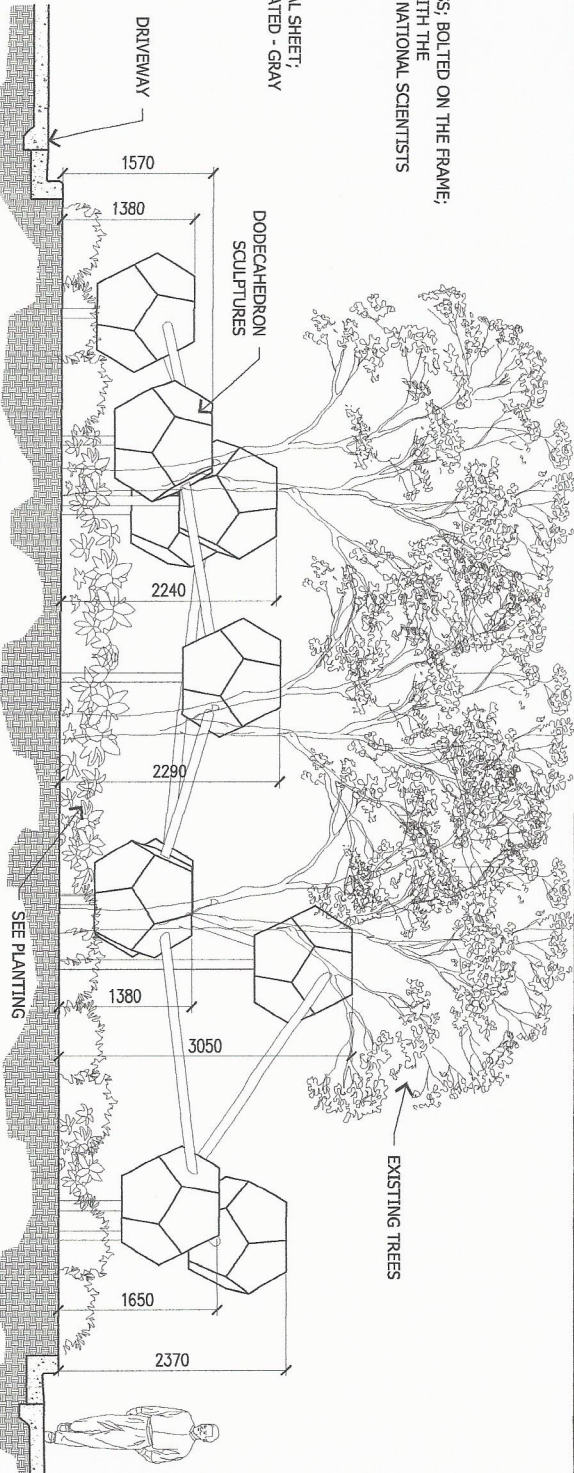 SS; BOLTED ON THE FRAME;
ITH THE
NATIONAL SCIENTISTS
AL SHEET;
ATED - GRAY
DRIVEWAY
DODECAHEDRON
SCULPTURES
EXISTING TREES
SEE PLANTING
1570
1380
2240
2290
1380
3050
1650
2370